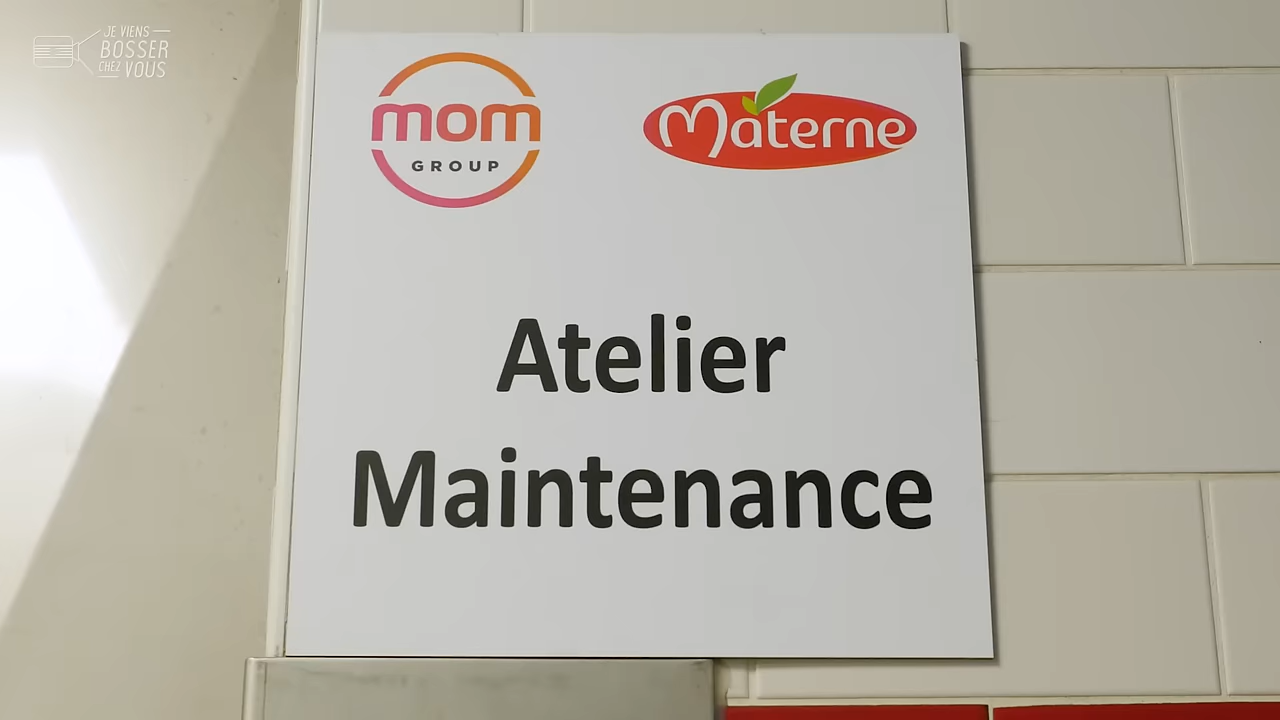 JE VIENS
BOSSER
CHEZ VOUS
mom
GROUP
Materne
Atelier
Maintenance